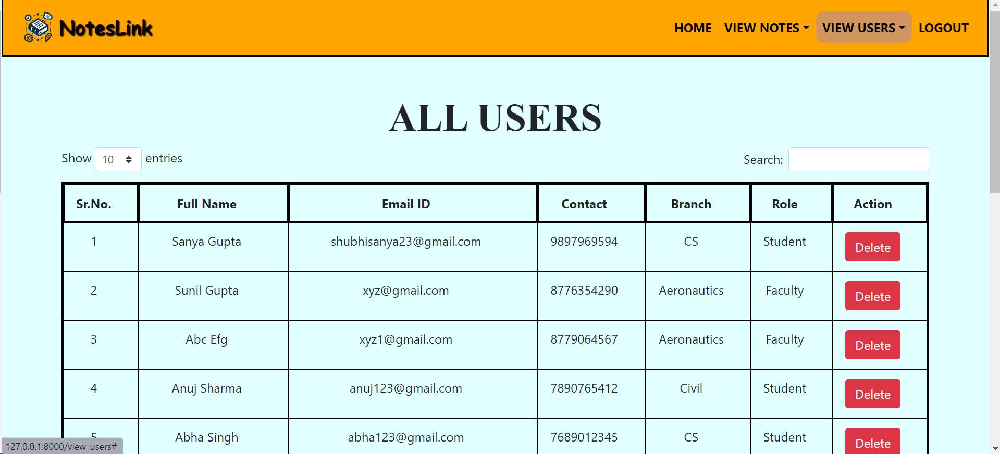 NotesLink HOME VIEW NOTES VIEW USERS LOGOUT
ALL USERS
Show 10 entries Search:
Sr.No. Full Name Email ID Contact Branch Role Action
1 Sanya Gupta shubhisanya23@gmail.com 9897969594 CS Student Delete
2 Sunil Gupta xyz@gmail.com 8776354290 Aeronautics Faculty Delete
3 Abc Efg xyz1@gmail.com 8779064567 Aeronautics Faculty Delete
4 Anuj Sharma anuj123@gmail.com 7890765412 Civil Student Delete
5 Abha Singh abha123@gmail.com 7689012345 CS Student Delete
127.0.0.1:8000/view_users#